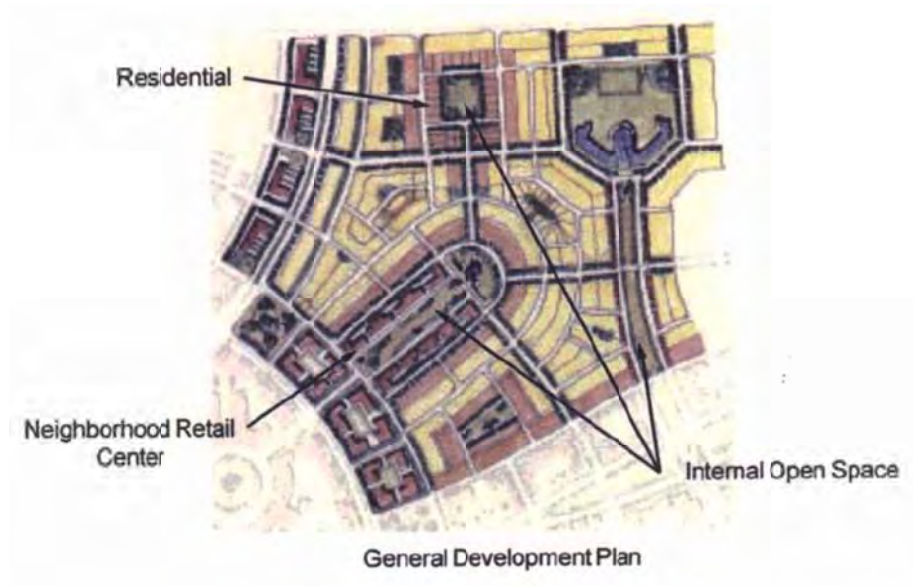 Residential
Neighborhood Retail
Center
Internal Open Space
General Development Plan